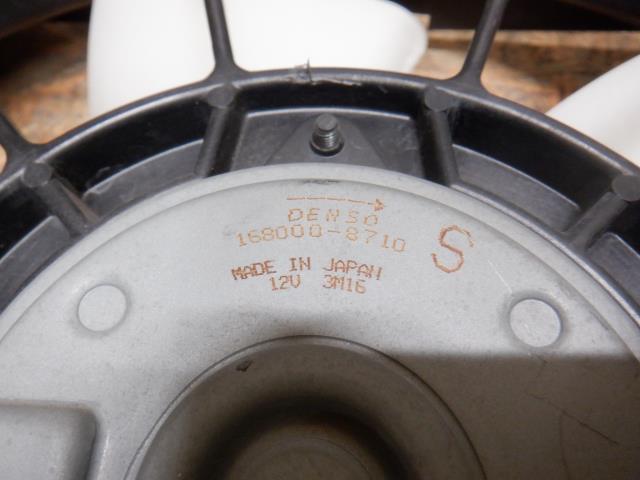 DENSO
168000-8710
S
MADE IN JAPAN
12V 3M16